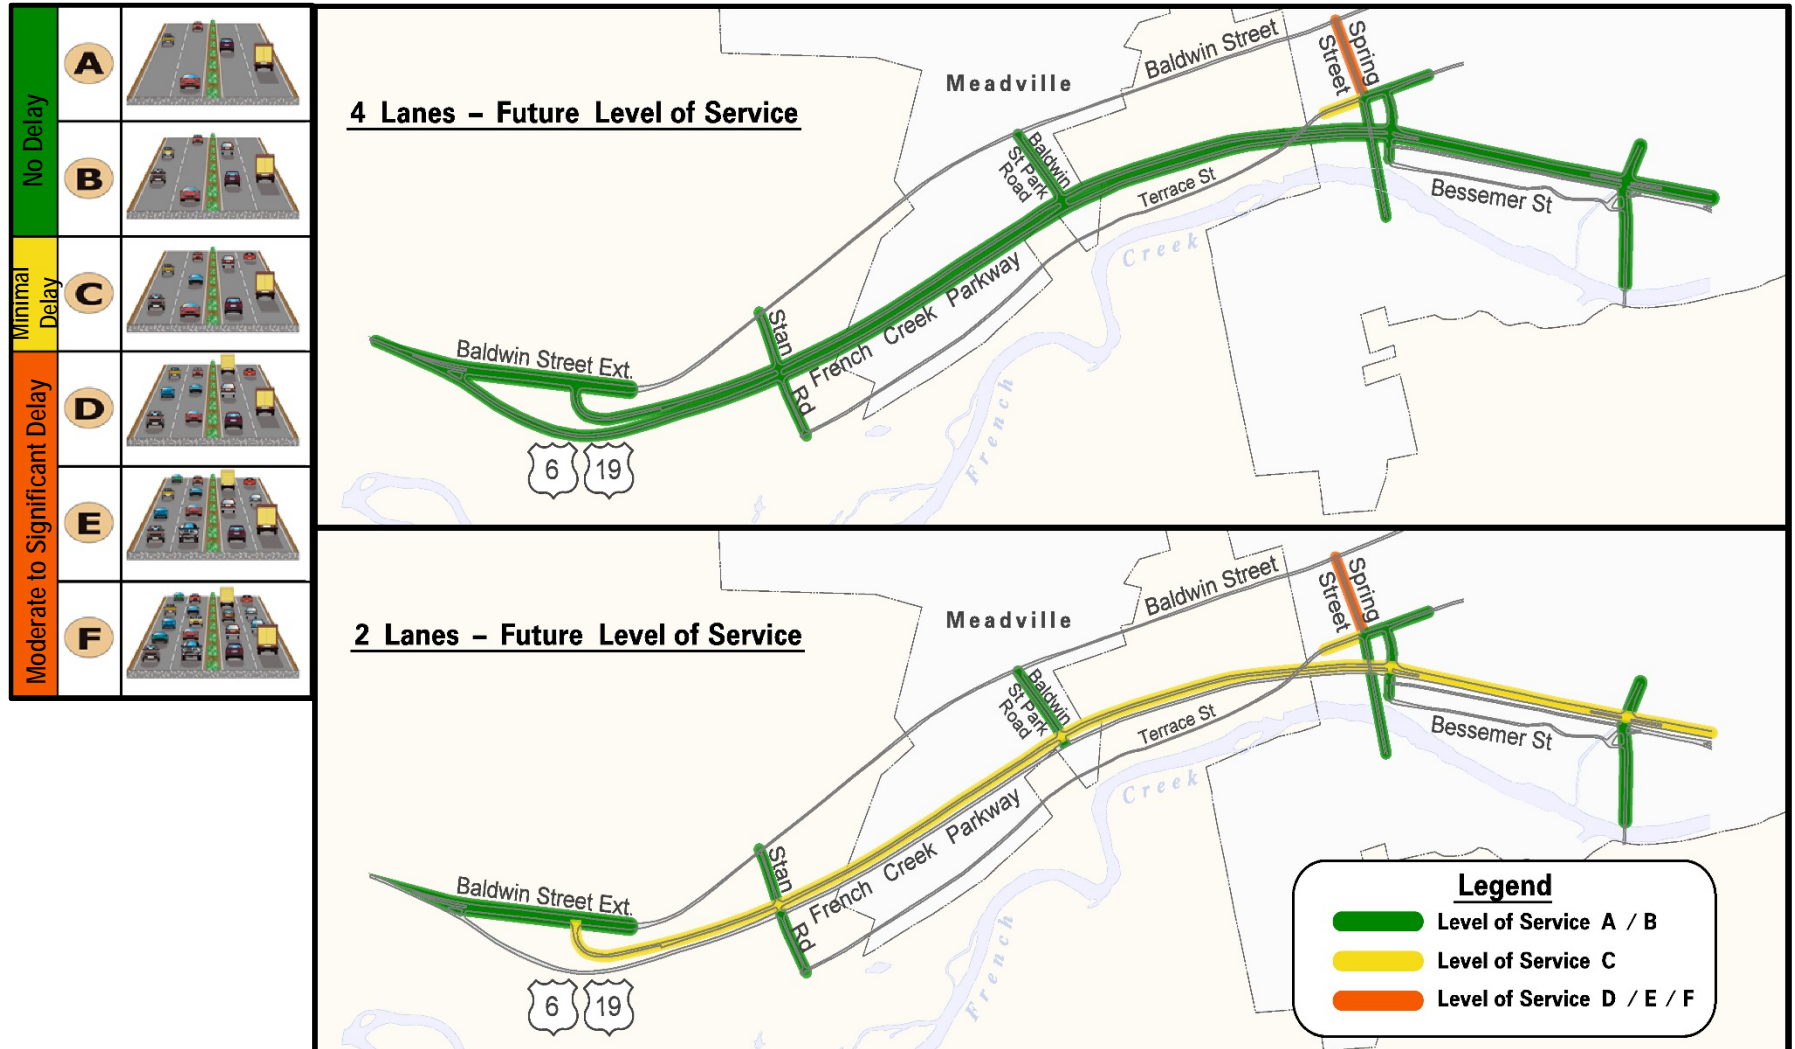 No Delay
Minimal
Delay
Moderate to Significant Delay
A
B
C
D
E
F
4 Lanes – Future Level of Service
Meadville
Baldwin Street
Spring
Street
Baldwin
St Park
Road
Terrace St
Bessemer St
French Creek
French Creek Parkway
Stan
Rd
Baldwin Street Ext.
6
19
2 Lanes – Future Level of Service
Meadville
Baldwin Street
Spring
Street
Baldwin
St Park
Road
Terrace St
Bessemer St
French Creek
French Creek Parkway
Stan
Rd
Baldwin Street Ext.
6
19
Legend
Level of Service A / B
Level of Service C
Level of Service D / E / F